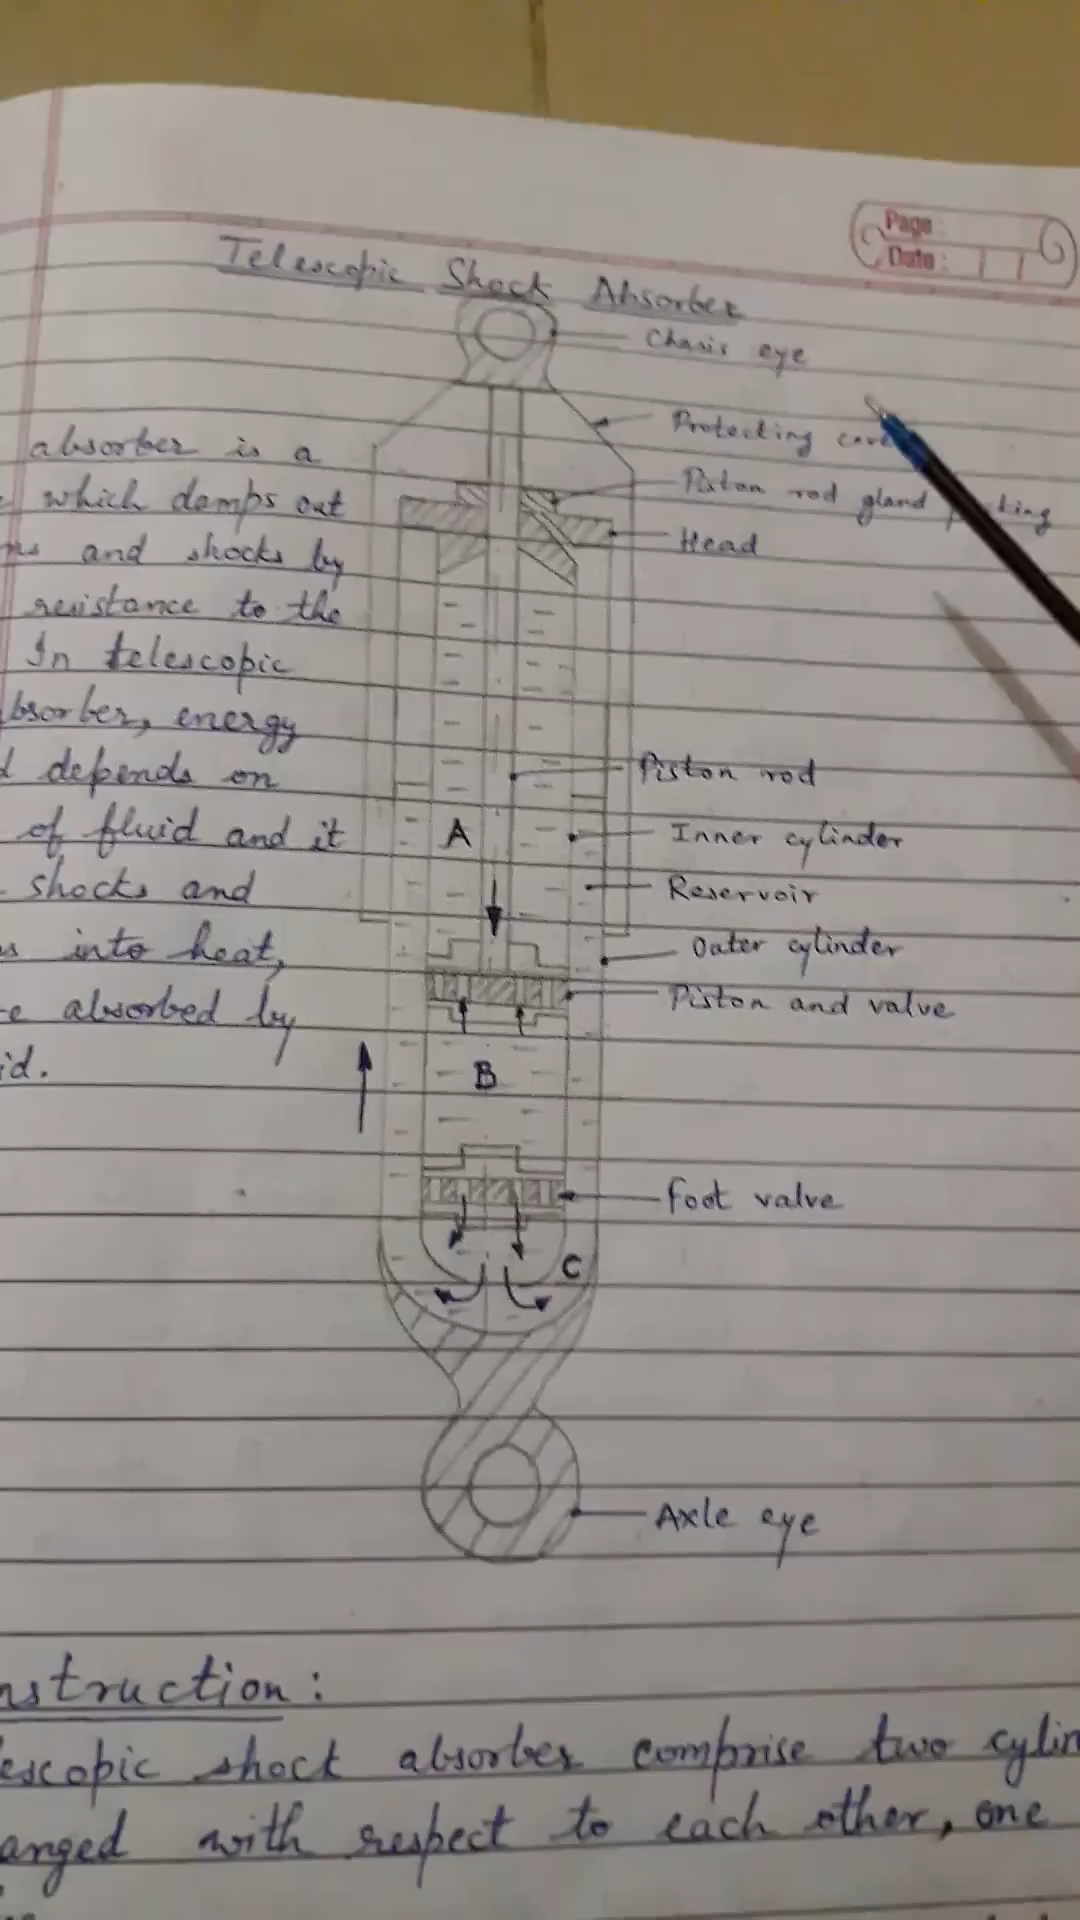 Page :
Date :
Telescopic Shock Absorber
Chasis eye
Protecting
absorber is a
Piston rod gland
which damps out
Head
and shocks by
resistance to the
In telescopic
energy
Piston rod
depends on
of fluid and it
A
Inner cylinder
shocks and
Reservoir
into heat,
Outer cylinder
Piston and valve
absorbed by
B
Foot valve
C
Axle eye
shock absorber comprise two
with respect to each other, one